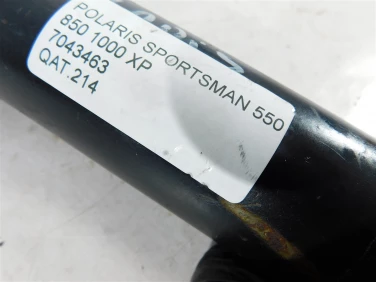 POLARIS SPORTSMAN 550
850 1000 XP
7043463
QAT.214